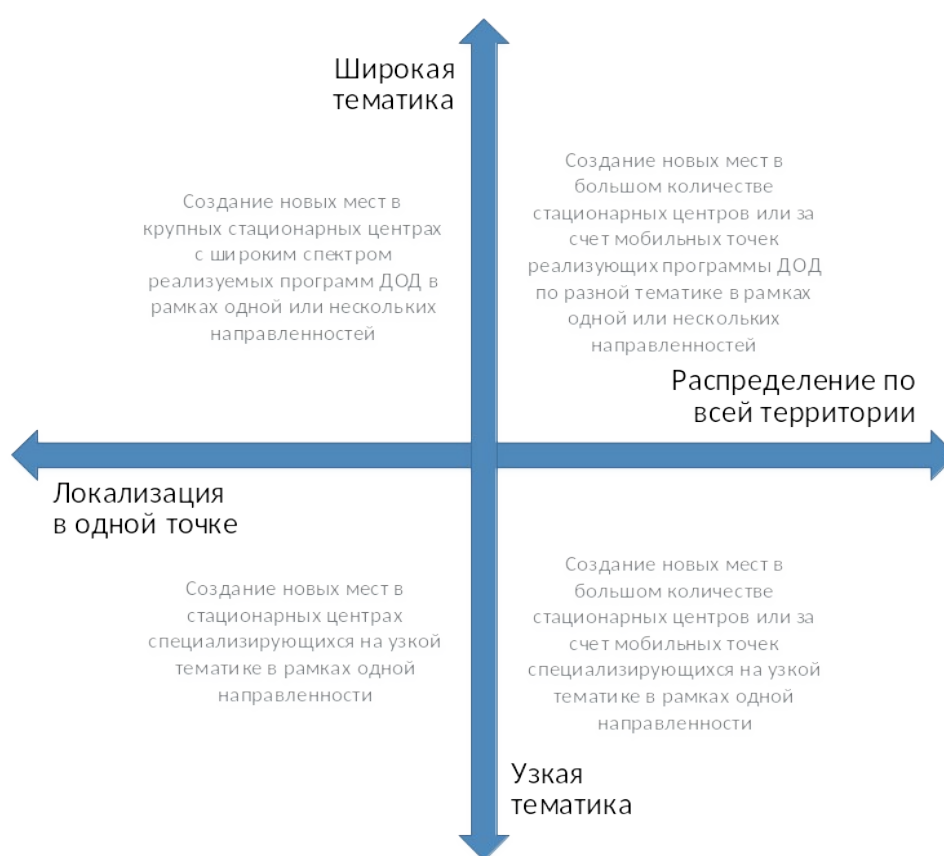 Широкая
тематика
Создание новых мест в
крупных стационарных центрах
с широким спектром
реализуемых программ ДОД в
рамках одной или нескольких
направленностей
Создание новых мест в
большом количестве
стационарных центров или за
счет мобильных точек
реализующих программы ДОД
по разной тематике в рамках
одной или нескольких
направленностей
Распределение по
всей территории
Локализация
в одной точке
Создание новых мест в
стационарных центрах
специализирующихся на узкой
тематике в рамках одной
направленности
Создание новых мест в
большом количестве
стационарных центров или за
счет мобильных точек
специализирующихся на узкой
тематике в рамках одной
направленности
Узкая
тематика